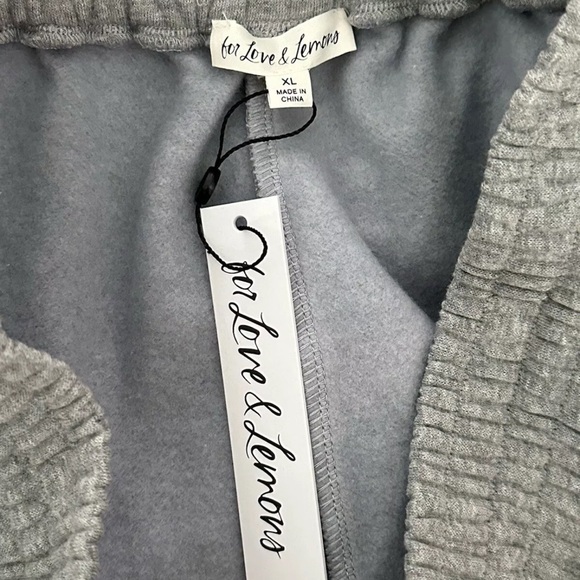 for Love & Lemons
XL
MADE IN
CHINA
for Love & Lemons